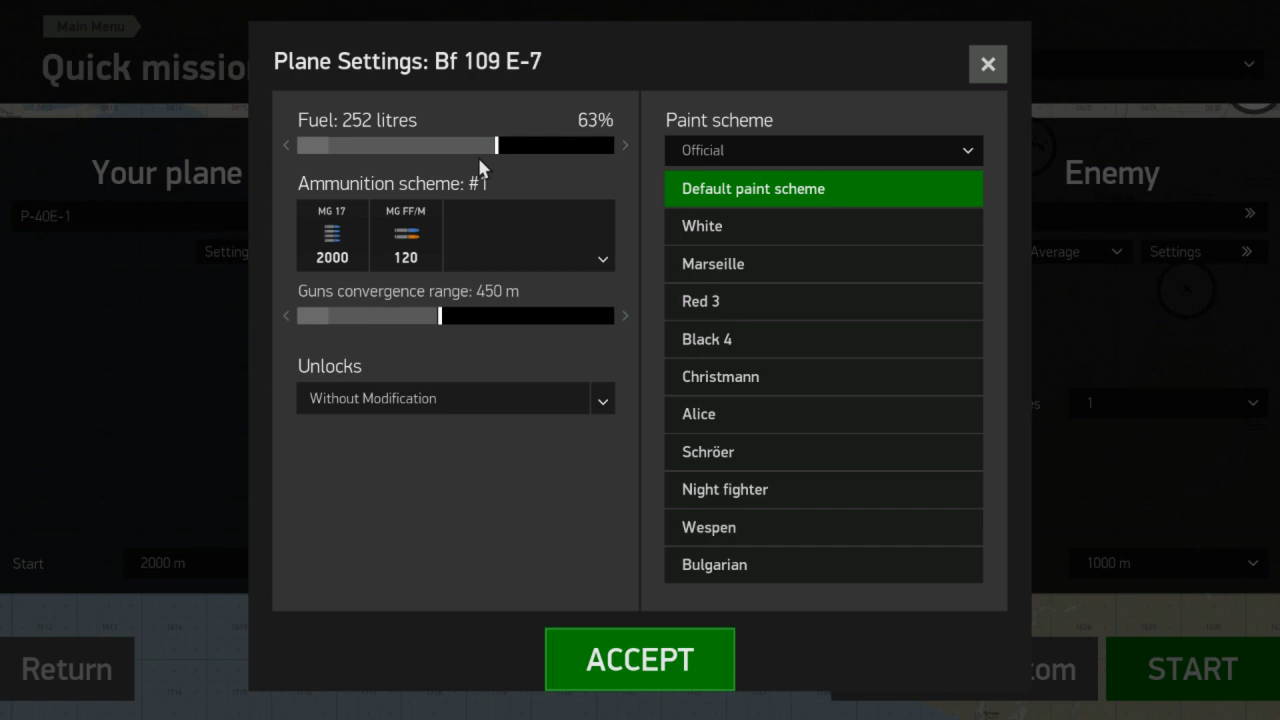 Main Menu
Quick missio
Plane Settings: Bf 109 E-7
Fuel: 252 litres 63%
Ammunition scheme: #1
MG 17 MG FF/M
2000 120
Guns convergence range: 450 m
Unlocks
Without Modification
Paint scheme
Official
Default paint scheme
White
Marseille
Red 3
Black 4
Christmann
Alice
Schröer
Night fighter
Wespen
Bulgarian
ACCEPT
Your plane
P-40E-1
Setting
Start 2000 m
Return
Enemy
Average Settings
1
1000 m
START